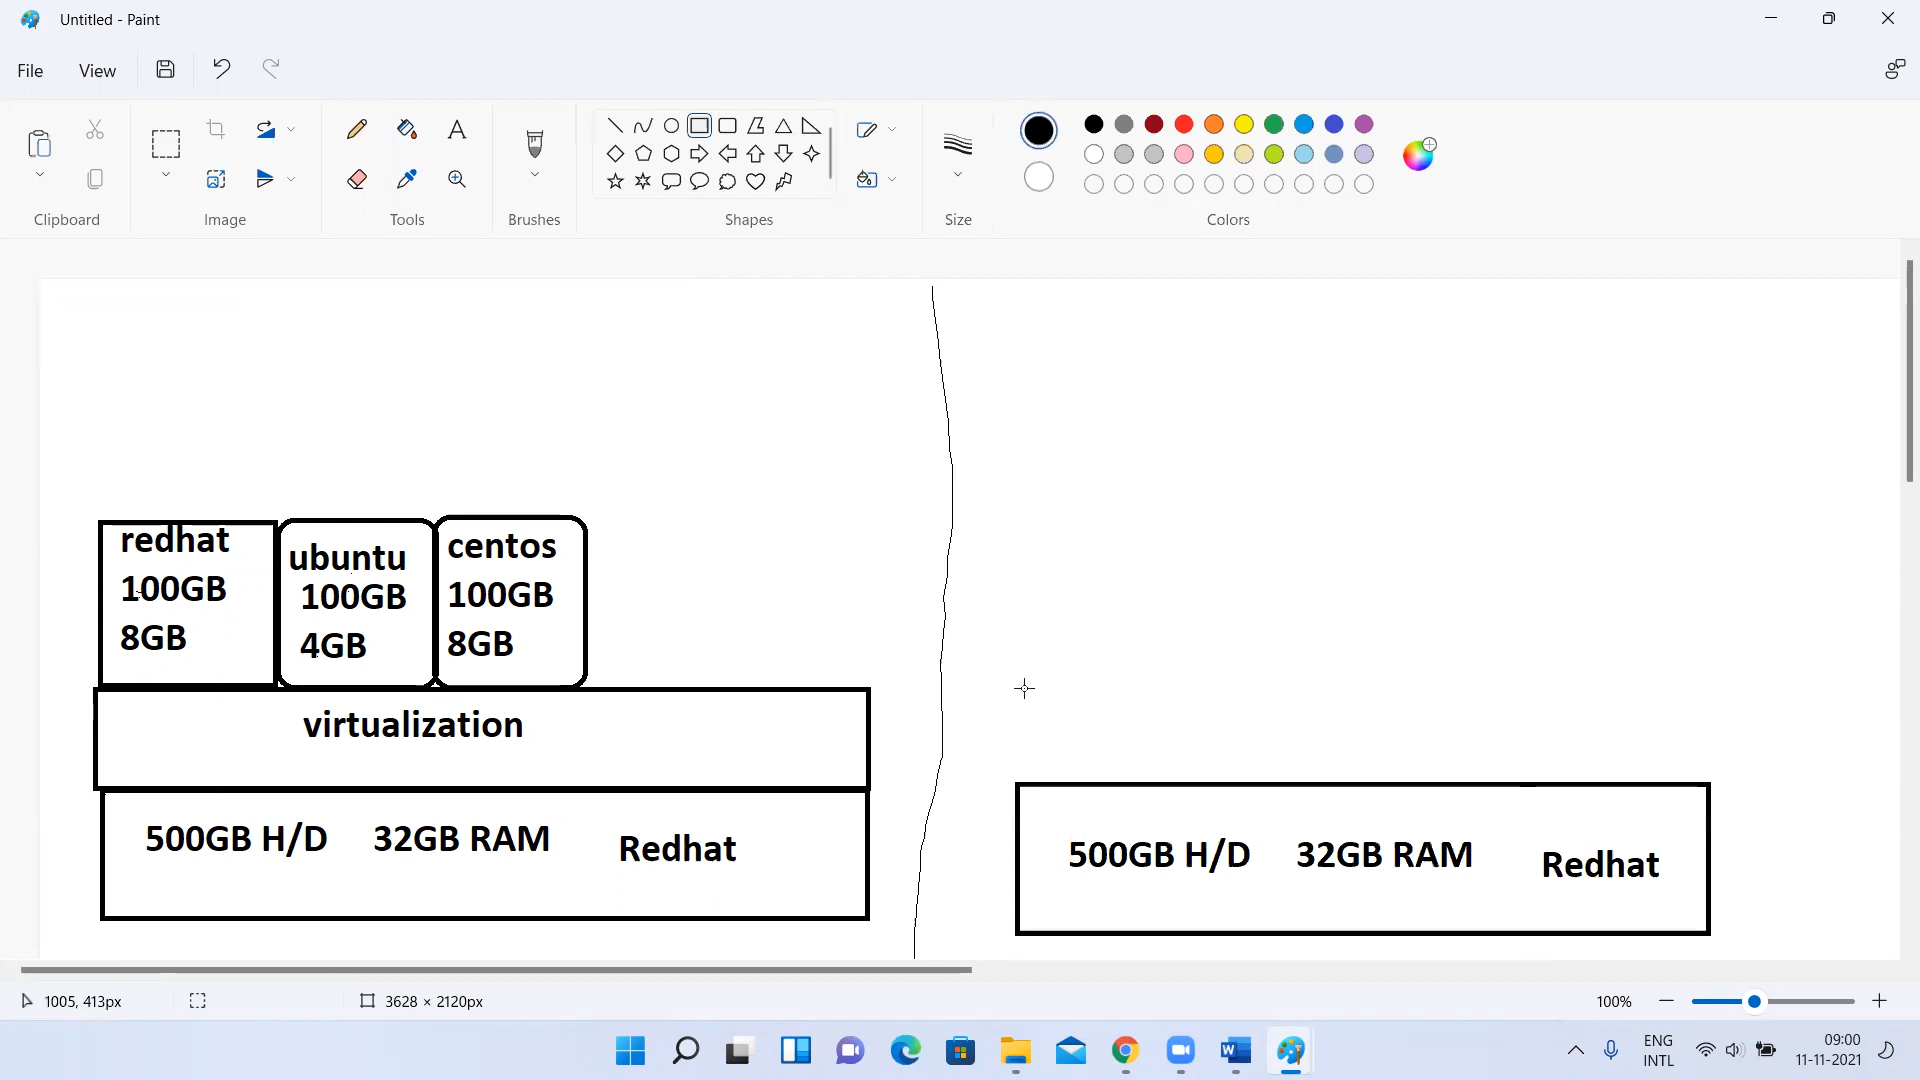 Untitled - Paint
File
View
Clipboard
Image
Tools
Brushes
Shapes
Size
Colors
redhat
100GB
8GB
ubuntu
100GB
4GB
centos
100GB
8GB
virtualization
500GB H/D 32GB RAM Redhat
500GB H/D 32GB RAM Redhat
1005, 413px
3628 × 2120px
100%
ENG
INTL
09:00
11-11-2021